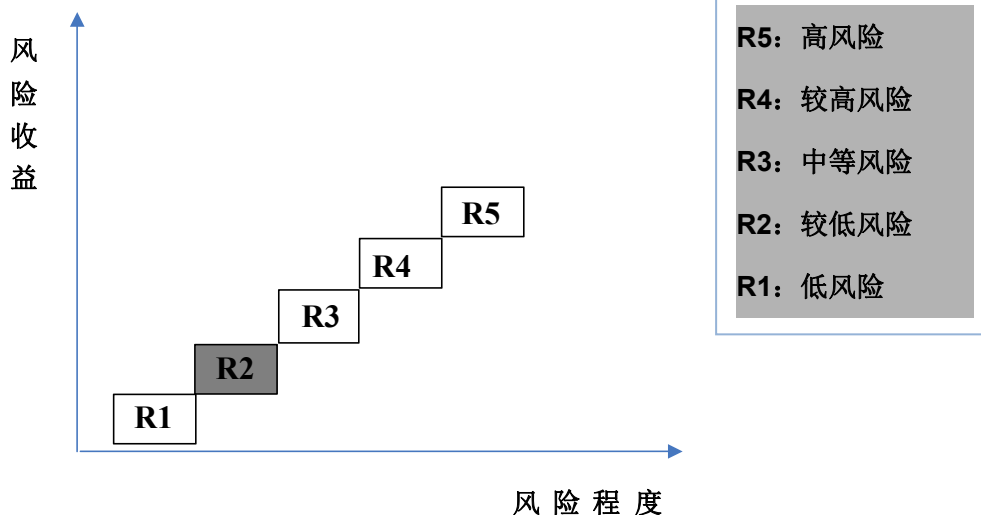 风险收益
R5：高风险
R4：较高风险
R3：中等风险
R2：较低风险
R1：低风险
R5
R4
R3
R2
R1
风险程度